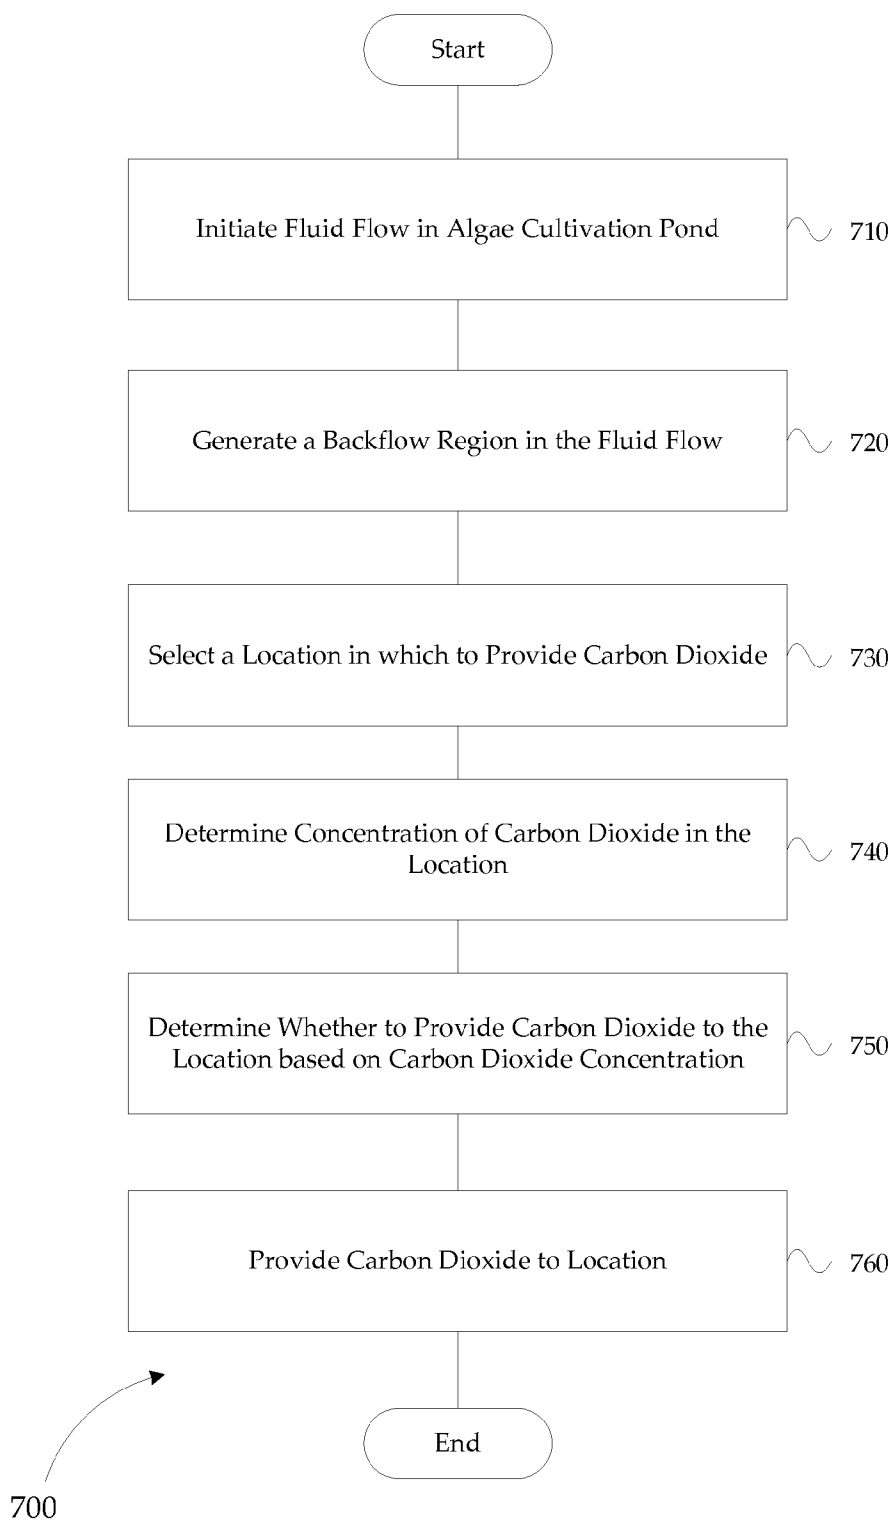 Start
Initiate Fluid Flow in Algae Cultivation Pond
710
Generate a Backflow Region in the Fluid Flow
720
Select a Location in which to Provide Carbon Dioxide
730
Determine Concentration of Carbon Dioxide in the
Location
740
Determine Whether to Provide Carbon Dioxide to the
Location based on Carbon Dioxide Concentration
750
Provide Carbon Dioxide to Location
760
End
700